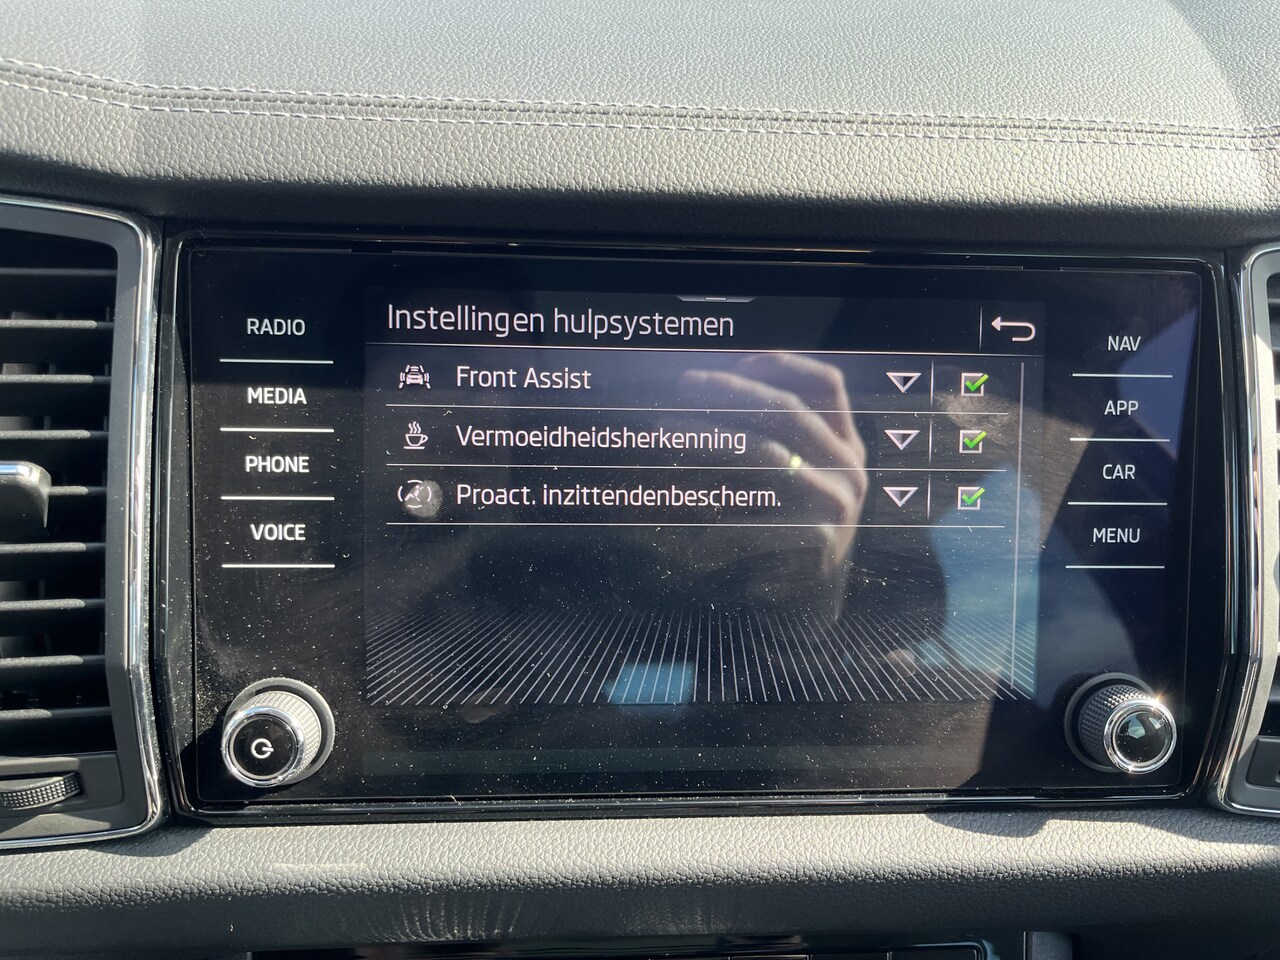 Instellingen hulpsystemen
Front Assist
Vermoeidheidsherkenning
Proact. inzittendenbescherm.
RADIO
MEDIA
PHONE
VOICE
NAV
APP
CAR
MENU